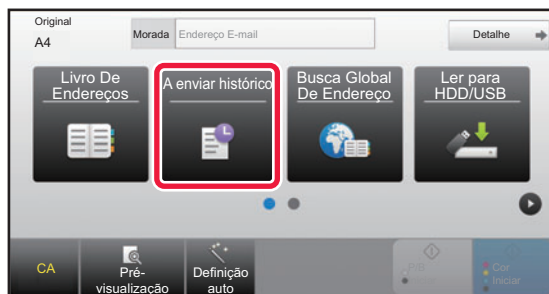 Original
A4
Morada
Endereço E-mail
Detalhe
Livro De
Endereços
A enviar histórico
Busca Global
De Endereço
Ler para
HDD/USB
CA
Pré-
visualização
Definição
auto
P/B
Cor
Iniciar